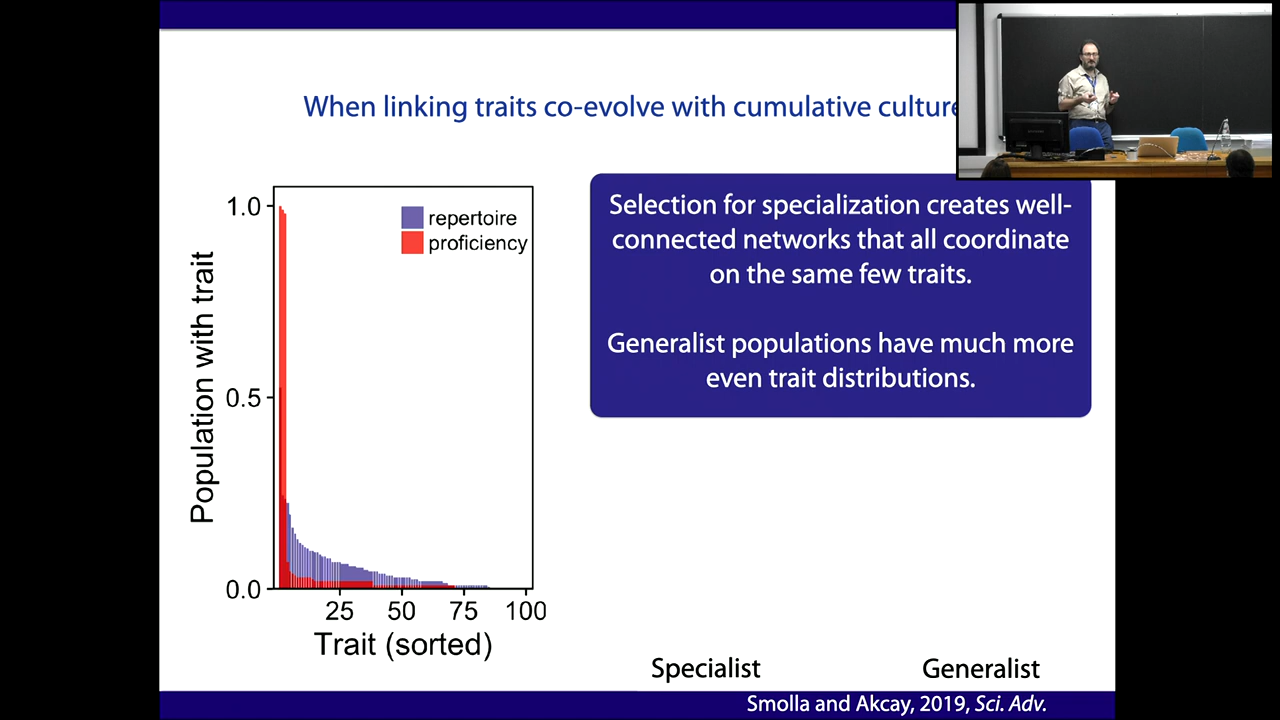 When linking traits co-evolve with cumulative culture
1.0
0.5
0.0
repertoire
proficiency
Population with trait
25 50 75 100
Trait (sorted)
Selection for specialization creates well-
connected networks that all coordinate
on the same few traits.
Generalist populations have much more
even trait distributions.
Specialist
Generalist
Smolla and Akcay, 2019, Sci. Adv.